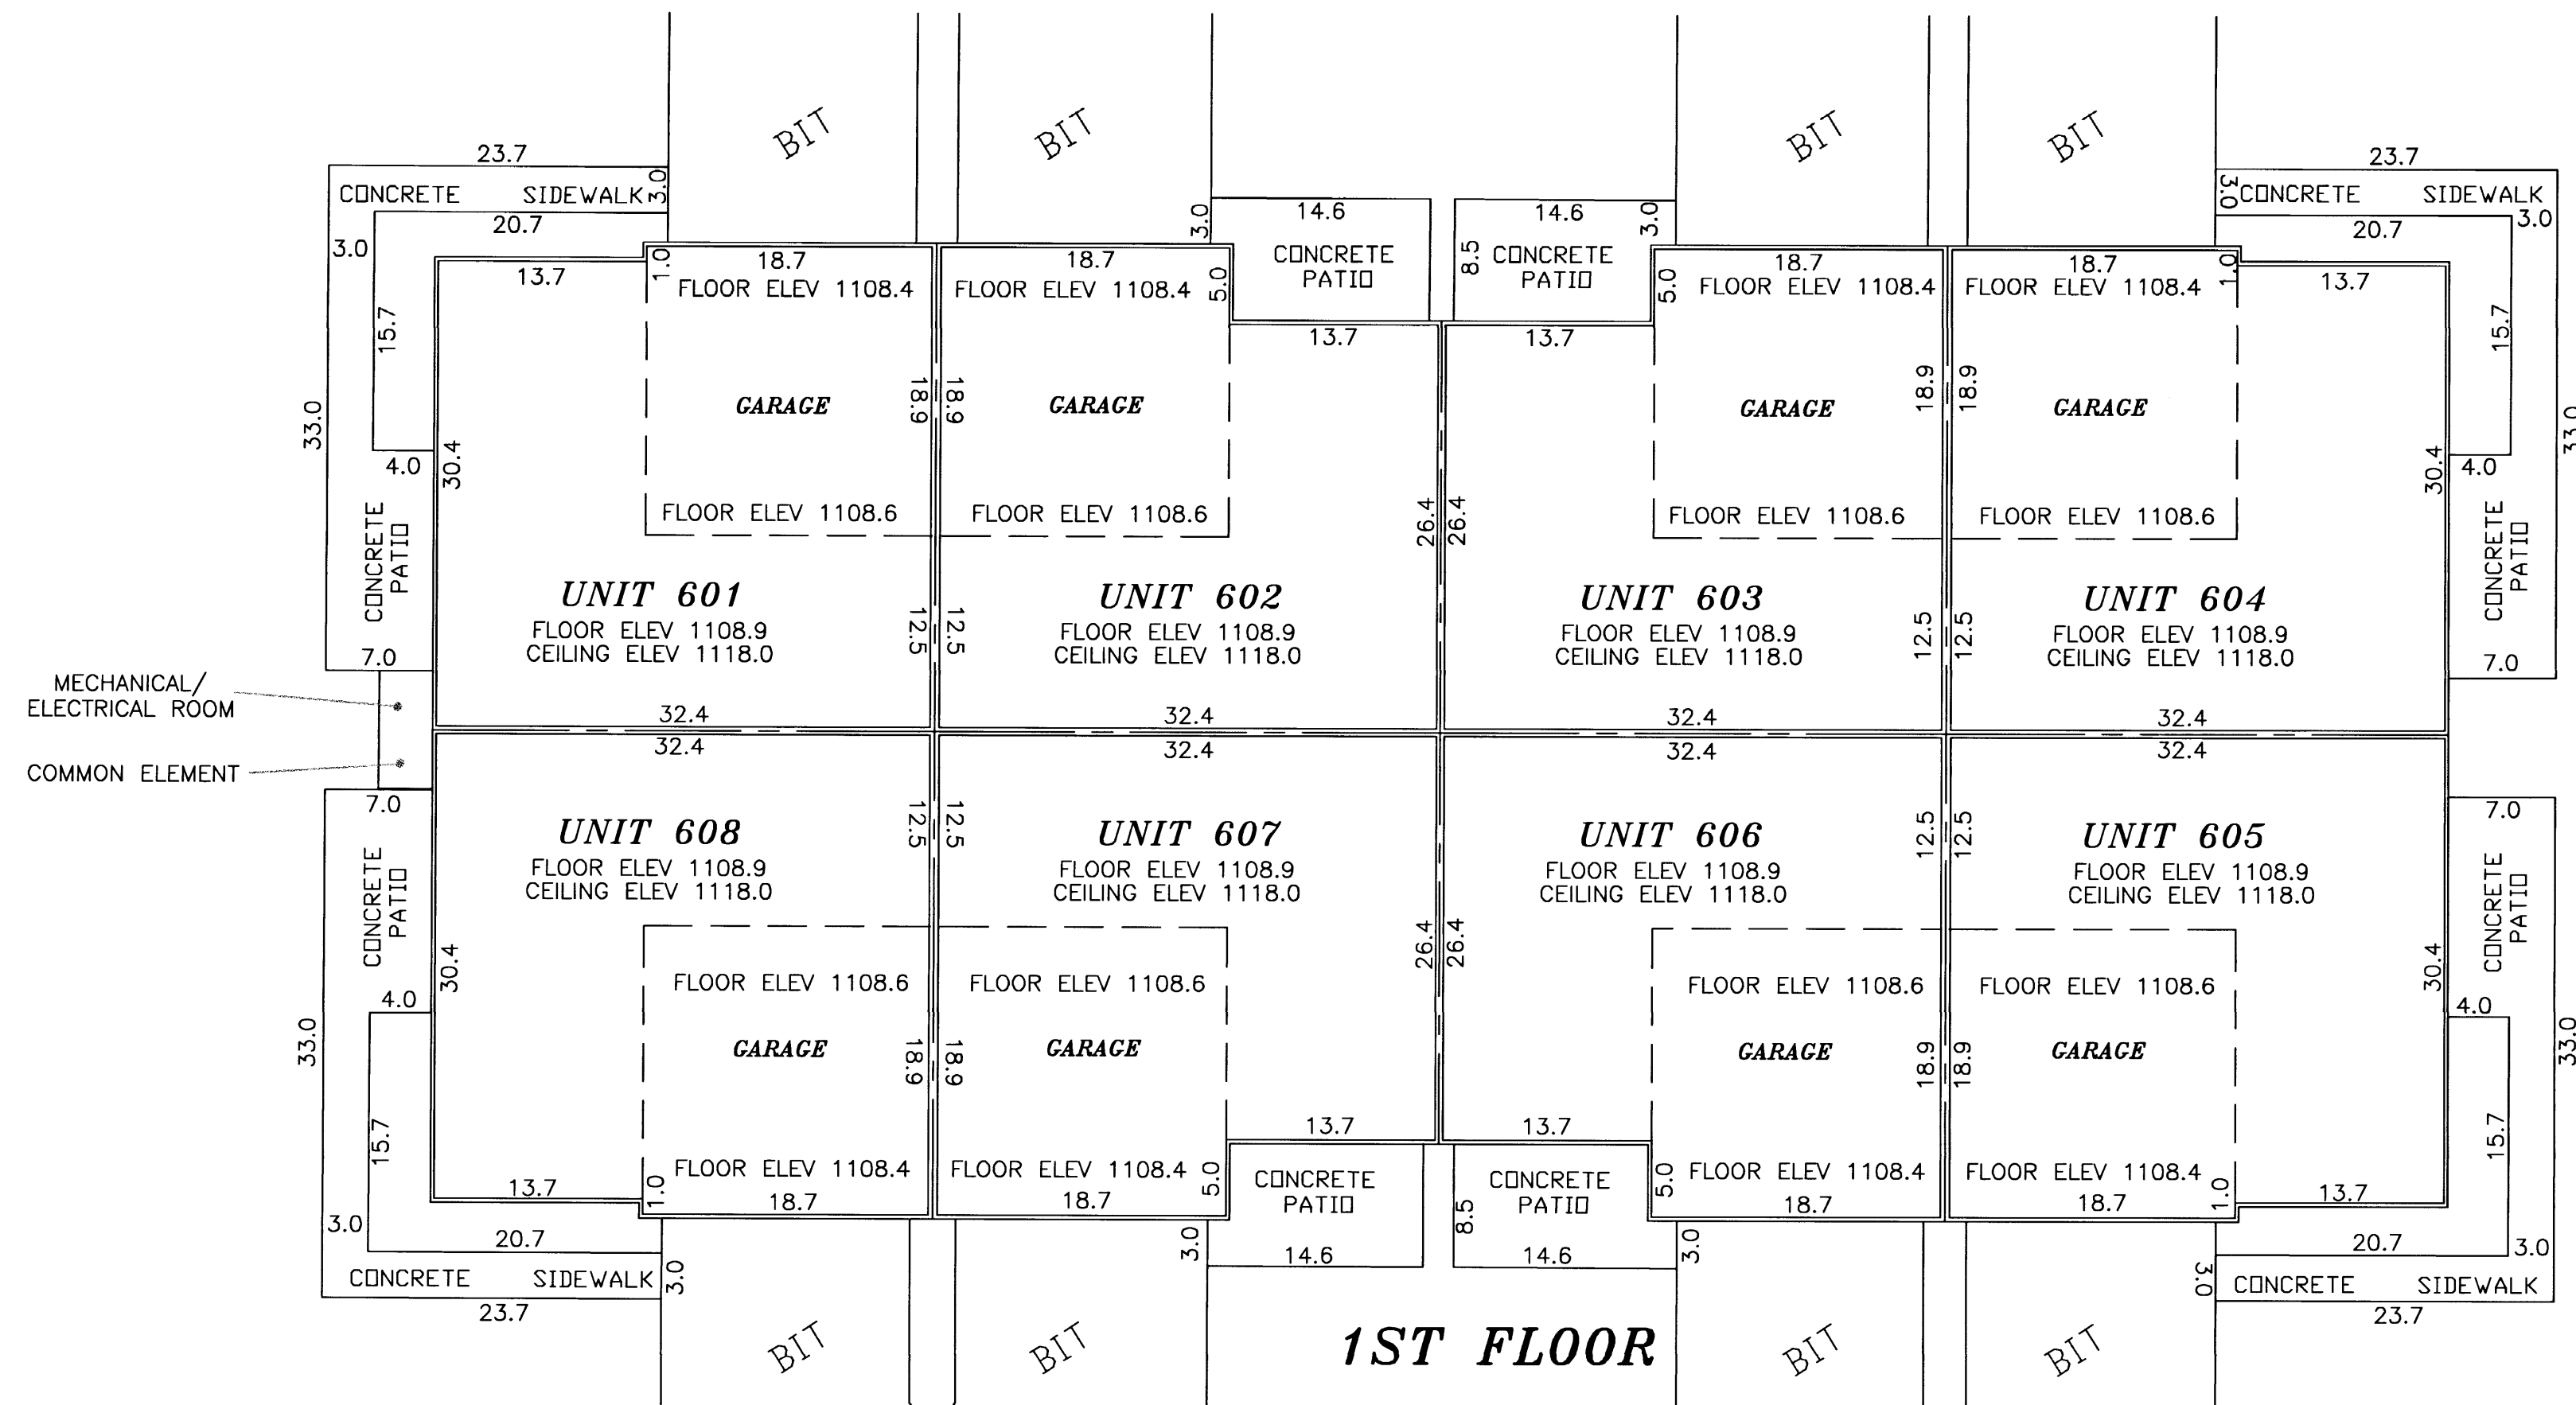 BIT BIT BIT BIT
23.7 23.7
CONCRETE SIDEWALK 3.0 3.0 CONCRETE SIDEWALK
20.7 3.0 14.6 14.6 3.0 20.7 3.0
3.0 CONCRETE PATIO 8.5 CONCRETE PATIO
13.7 1.0 18.7 18.7 5.0 5.0 18.7 18.7 1.0 13.7
FLOOR ELEV 1108.4 FLOOR ELEV 1108.4 FLOOR ELEV 1108.4 FLOOR ELEV 1108.4
15.7 13.7 13.7 15.7
33.0 GARAGE 18.9 18.9 GARAGE GARAGE 18.9 18.9 GARAGE 33.0
4.0 30.4 30.4 4.0
FLOOR ELEV 1108.6 FLOOR ELEV 1108.6 26.4 26.4 FLOOR ELEV 1108.6 FLOOR ELEV 1108.6
CONCRETE PATIO CONCRETE PATIO
UNIT 601 UNIT 602 UNIT 603 UNIT 604
FLOOR ELEV 1108.9 12.5 12.5 FLOOR ELEV 1108.9 FLOOR ELEV 1108.9 12.5 12.5 FLOOR ELEV 1108.9
CEILING ELEV 1118.0 CEILING ELEV 1118.0 CEILING ELEV 1118.0 CEILING ELEV 1118.0
7.0 7.0
MECHANICAL/
ELECTRICAL ROOM
32.4 32.4 32.4 32.4
32.4 32.4 32.4 32.4
COMMON ELEMENT
7.0 7.0
12.5 12.5 12.5 12.5
UNIT 608 UNIT 607 UNIT 606 UNIT 605
FLOOR ELEV 1108.9 FLOOR ELEV 1108.9 FLOOR ELEV 1108.9 FLOOR ELEV 1108.9
CEILING ELEV 1118.0 CEILING ELEV 1118.0 CEILING ELEV 1118.0 CEILING ELEV 1118.0
CONCRETE PATIO CONCRETE PATIO
30.4 26.4 26.4 30.4
FLOOR ELEV 1108.6 FLOOR ELEV 1108.6 FLOOR ELEV 1108.6 FLOOR ELEV 1108.6
4.0 4.0
33.0 GARAGE 18.9 18.9 GARAGE GARAGE 18.9 18.9 GARAGE 33.0
15.7 13.7 13.7 15.7
FLOOR ELEV 1108.4 FLOOR ELEV 1108.4 FLOOR ELEV 1108.4 FLOOR ELEV 1108.4
13.7 1.0 18.7 18.7 5.0 CONCRETE PATIO CONCRETE PATIO 5.0 18.7 18.7 1.0 13.7
3.0 8.5
20.7 3.0 14.6 14.6 3.0 20.7 3.0
CONCRETE SIDEWALK 3.0 3.0 CONCRETE SIDEWALK
23.7 23.7
BIT BIT 1ST FLOOR BIT BIT